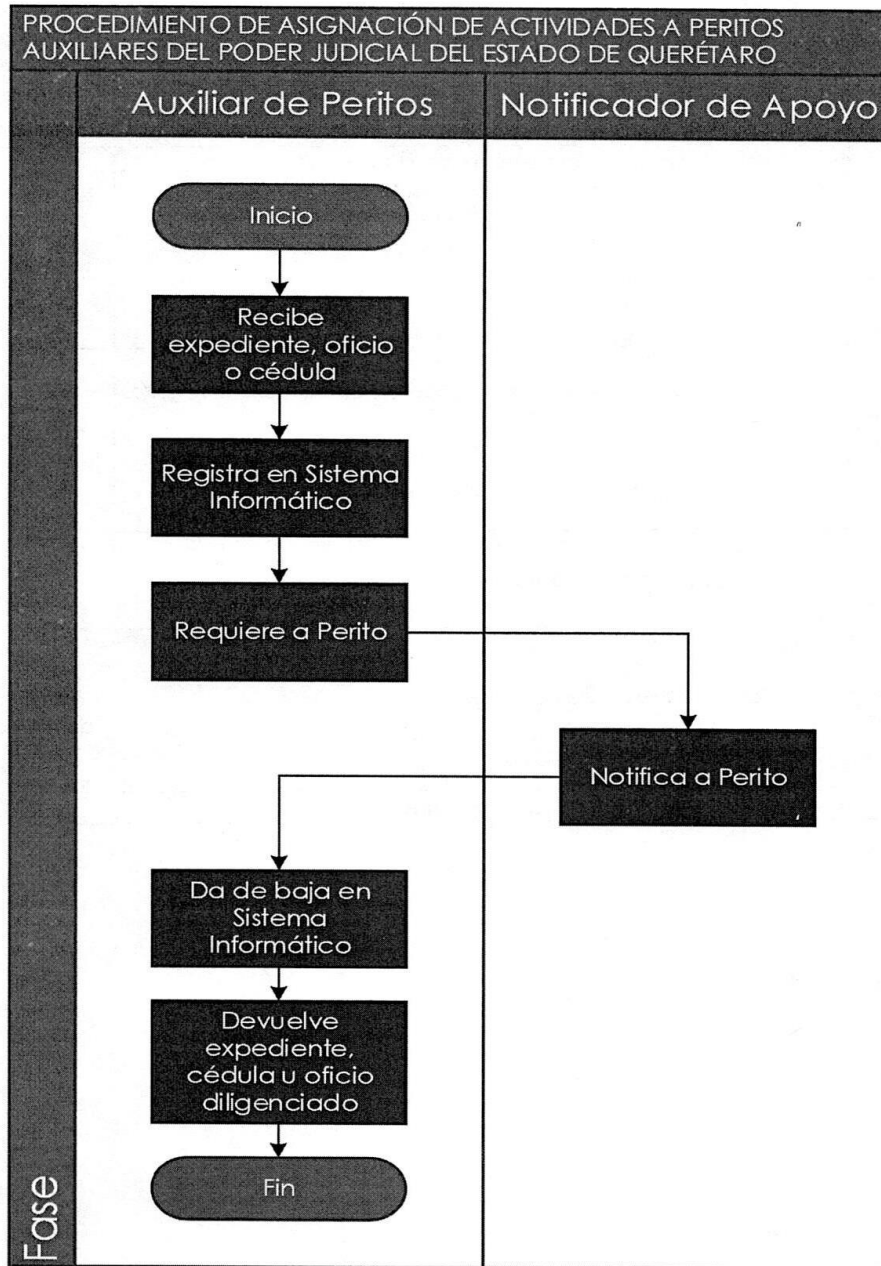 PROCEDIMIENTO DE ASIGNACIÓN DE ACTIVIDADES A PERITOS
AUXILIARES DEL PODER JUDICIAL DEL ESTADO DE QUERÉTARO
Auxiliar de Peritos
Notificador de Apoyo
Inicio
Recibe
expediente, oficio
o cédula
Registra en Sistema
Informático
Requiere a Perito
Notifica a Perito
Da de baja en
Sistema
Informático
Devuelve
expediente,
cédula u oficio
diligenciado
Fin
Fase